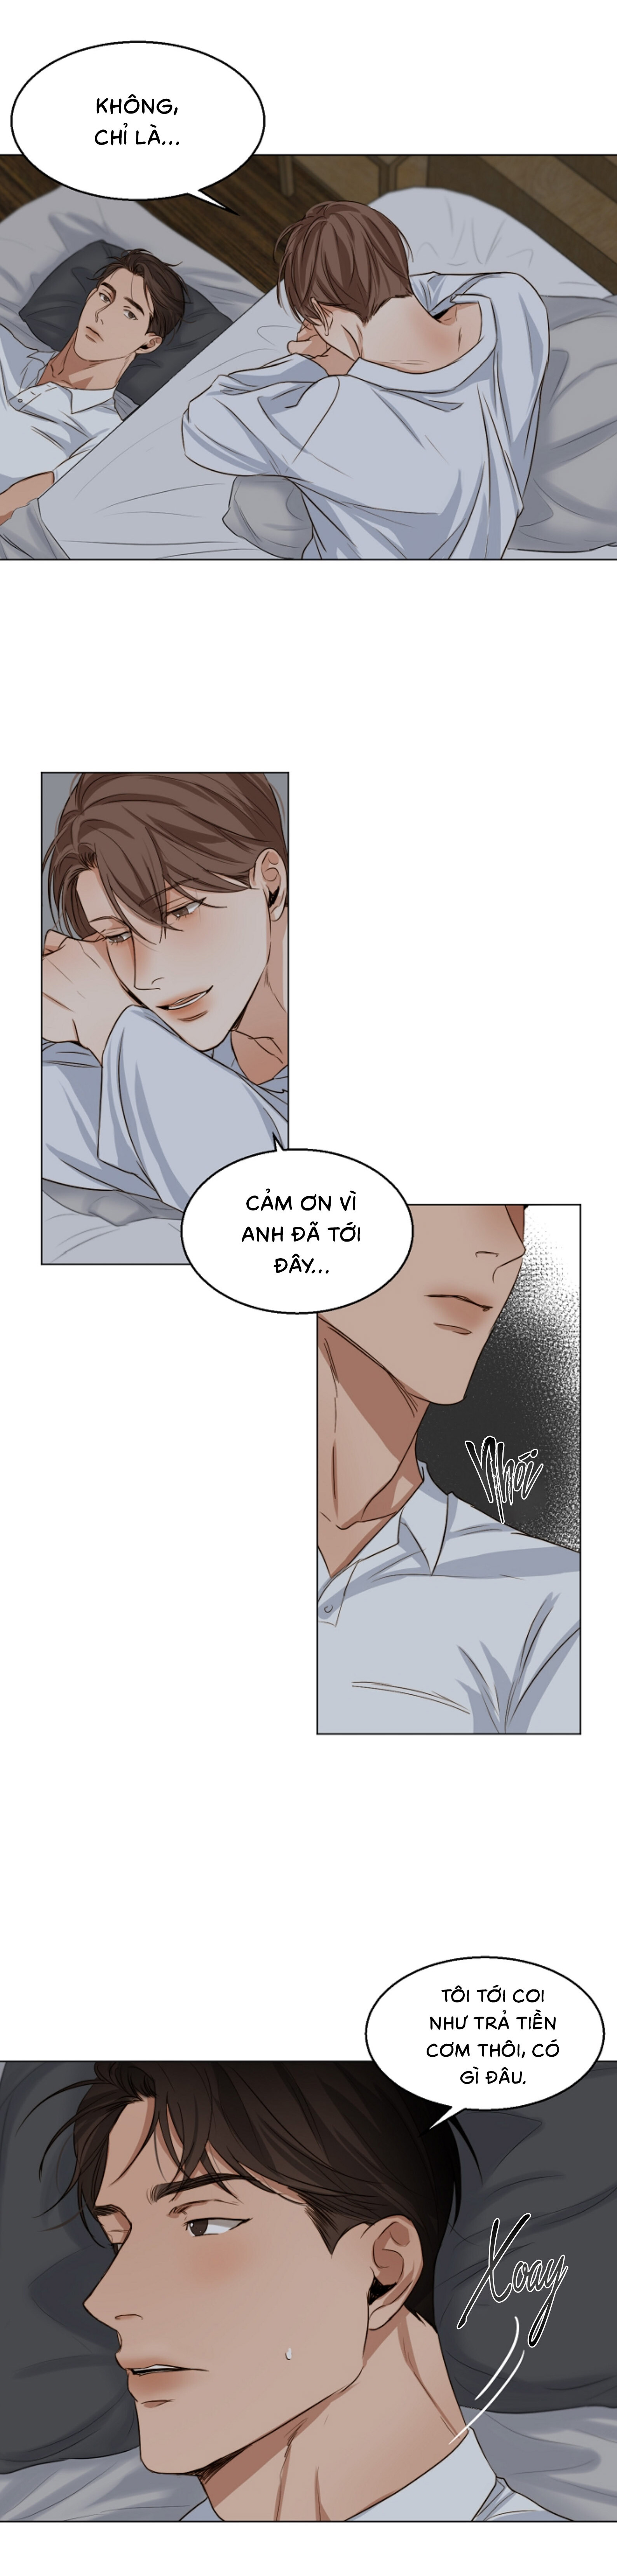 KHÔNG,
CHỈ LÀ...
CẢM ƠN VÌ
ANH ĐÃ TỚI
ĐÂY...
Nhói
TÔI TỚI COI
NHƯ TRẢ TIỀN
CƠM THÔI, CÓ
GÌ ĐÂU.
Xoay